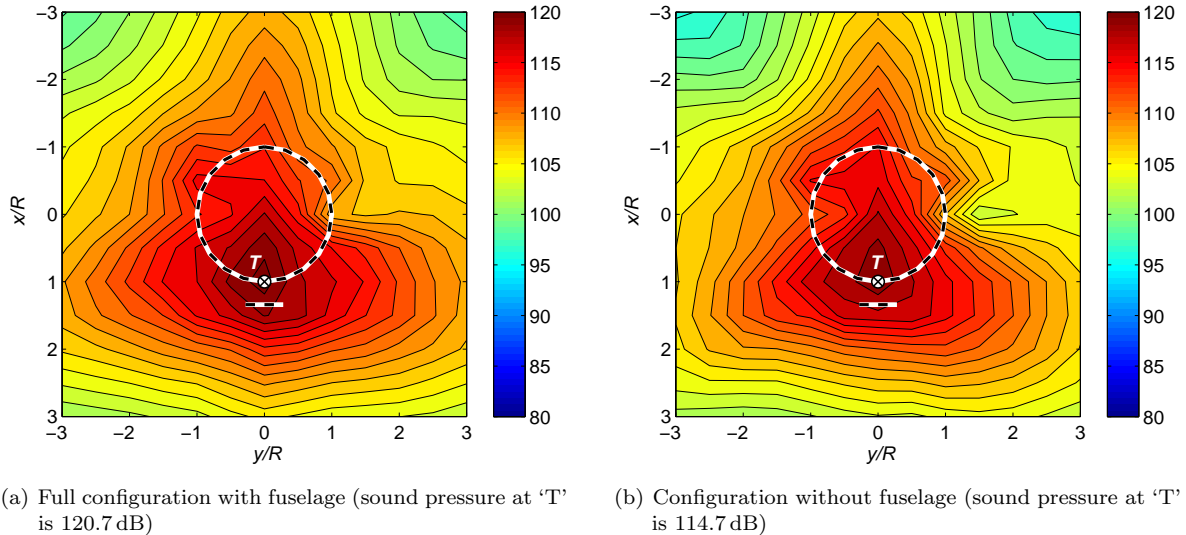 −3
−2
−1
0
1
2
3
x/R
−3 −2 −1 0 1 2 3
y/R
T
120
115
110
105
100
95
90
85
80
−3
−2
−1
0
1
2
3
x/R
−3 −2 −1 0 1 2 3
y/R
T
120
115
110
105
100
95
90
85
80
(a) Full configuration with fuselage (sound pressure at ‘T’
is 120.7 dB)
(b) Configuration without fuselage (sound pressure at ‘T’
is 114.7 dB)